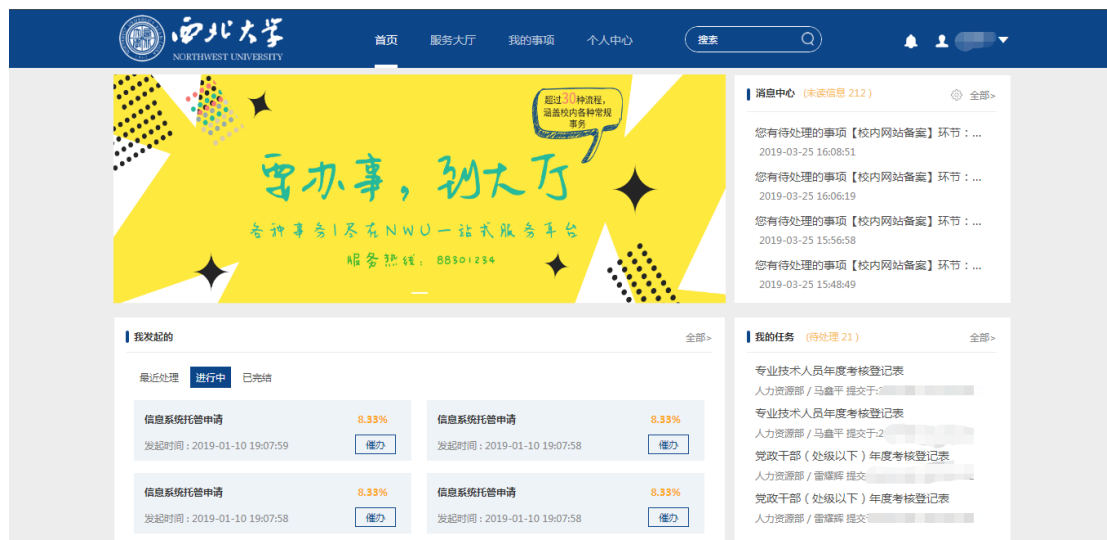 西北大学
NORTHWEST UNIVERSITY
首页 服务大厅 我的事项 个人中心 搜索
超过30种流程，
涵盖校内各种常规
事务
要办事，到大厅
各种事务|尽在NWU一站式服务平台
服务热线：88301234
消息中心 (未读信息 212) 全部>
您有待处理的事项【校内网站备案】环节：...
2019-03-25 16:08:51
您有待处理的事项【校内网站备案】环节：...
2019-03-25 16:06:19
您有待处理的事项【校内网站备案】环节：...
2019-03-25 15:56:58
您有待处理的事项【校内网站备案】环节：...
2019-03-25 15:48:49
我发起的 全部>
最近处理 进行中 已完结
信息系统托管申请 8.33%
发起时间：2019-01-10 19:07:59 催办
信息系统托管申请 8.33%
发起时间：2019-01-10 19:07:58 催办
信息系统托管申请 8.33%
发起时间：2019-01-10 19:07:58 催办
信息系统托管申请 8.33%
发起时间：2019-01-10 19:07:58 催办
我的任务 (待处理 21) 全部>
专业技术人员年度考核登记表
人力资源部 / 马鑫平 提交于:
专业技术人员年度考核登记表
人力资源部 / 马鑫平 提交于:2
党政干部（处级以下）年度考核登记表
人力资源部 / 雷耀辉 提交
党政干部（处级以下）年度考核登记表
人力资源部 / 雷耀辉 提交